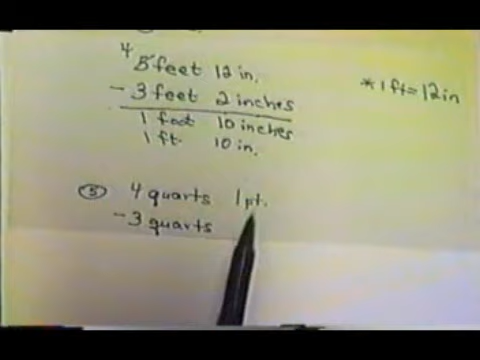 4
5 feet 12 in.
- 3 feet 2 inches
* 1 ft = 12 in
1 foot 10 inches
1 ft. 10 in.
⑤ 4 quarts 1 pt.
- 3 quarts